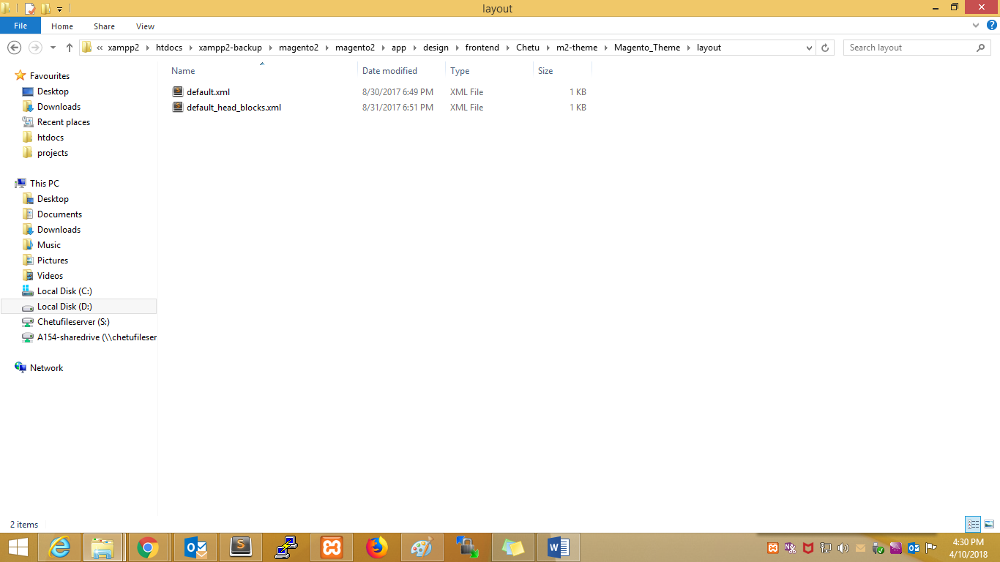 layout
File Home Share View
« xampp2 htdocs xampp2-backup magento2 magento2 app design frontend Chetu m2-theme Magento_Theme layout Search layout
Name Date modified Type Size
Favourites
Desktop
Downloads
Recent places
htdocs
projects
This PC
Desktop
Documents
Downloads
Music
Pictures
Videos
Local Disk (C:)
Local Disk (D:)
Chetufileserver (S:)
A154-sharedrive (\\chetufileser
Network
default.xml 8/30/2017 6:49 PM XML File 1 KB
default_head_blocks.xml 8/31/2017 6:51 PM XML File 1 KB
2 items
4:30 PM
4/10/2018